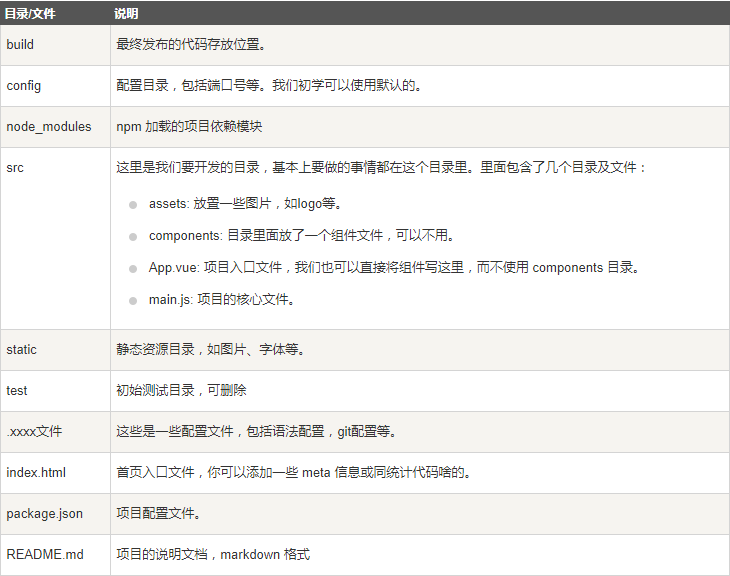 目录/文件 说明
build 最终发布的代码存放位置。
config 配置目录，包括端口号等。我们初学可以使用默认的。
node_modules npm 加载的项目依赖模块
src 这里是我们要开发的目录，基本上要做的事情都在这个目录里。里面包含了几个目录及文件：
assets: 放置一些图片，如logo等。
components: 目录里面放了一个组件文件，可以不用。
App.vue: 项目入口文件，我们也可以直接将组件写这里，而不使用 components 目录。
main.js: 项目的核心文件。
static 静态资源目录，如图片、字体等。
test 初始测试目录，可删除
.xxxx文件 这些是一些配置文件，包括语法配置，git配置等。
index.html 首页入口文件，你可以添加一些 meta 信息或同统计代码啥的。
package.json 项目配置文件。
README.md 项目的说明文档，markdown 格式